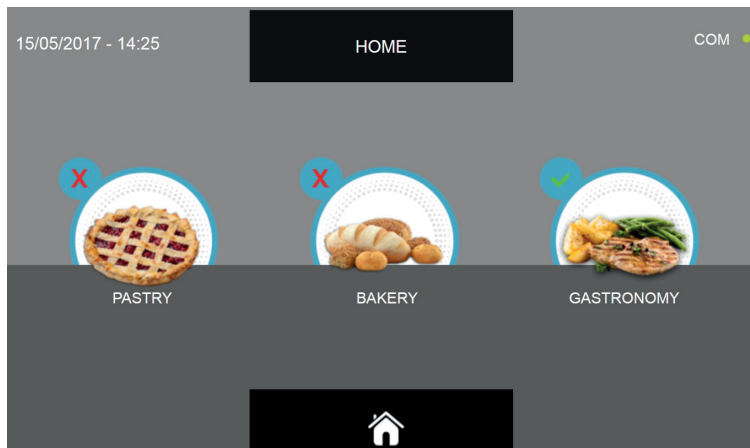 15/05/2017 - 14:25
HOME
COM
X
X
PASTRY
BAKERY
GASTRONOMY